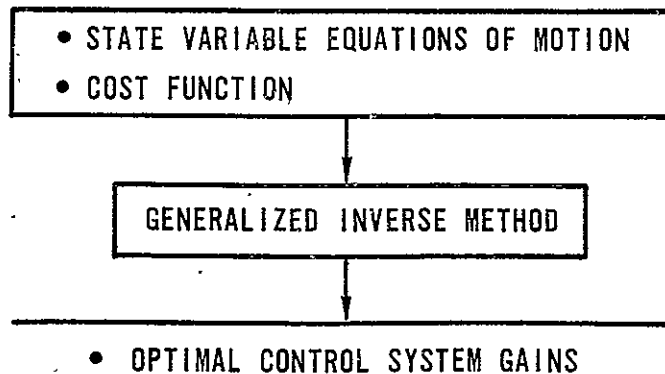 • STATE VARIABLE EQUATIONS OF MOTION
• COST FUNCTION
GENERALIZED INVERSE METHOD
• OPTIMAL CONTROL SYSTEM GAINS